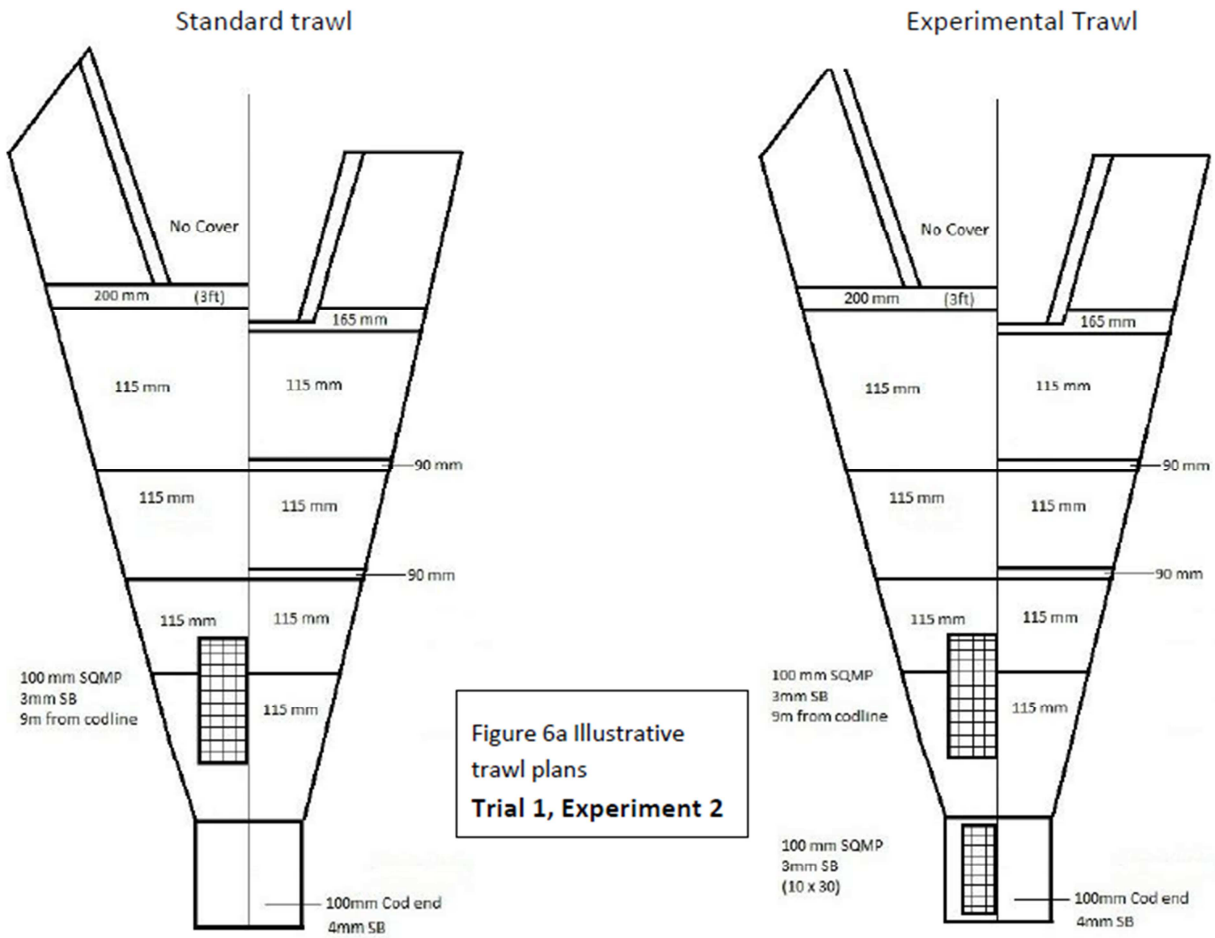 Standard trawl
No Cover
200 mm (3ft)
165 mm
115 mm
115 mm
90 mm
115 mm
115 mm
90 mm
115 mm
115 mm
100 mm SQMP
3mm SB
9m from codline
115 mm
100mm Cod end
4mm SB
Figure 6a Illustrative
trawl plans
Trial 1, Experiment 2
Experimental Trawl
No Cover
200 mm (3ft)
165 mm
115 mm
115 mm
90 mm
115 mm
115 mm
90 mm
115 mm
115 mm
100 mm SQMP
3mm SB
9m from codline
115 mm
100 mm SQMP
3mm SB
(10 x 30)
100mm Cod end
4mm SB